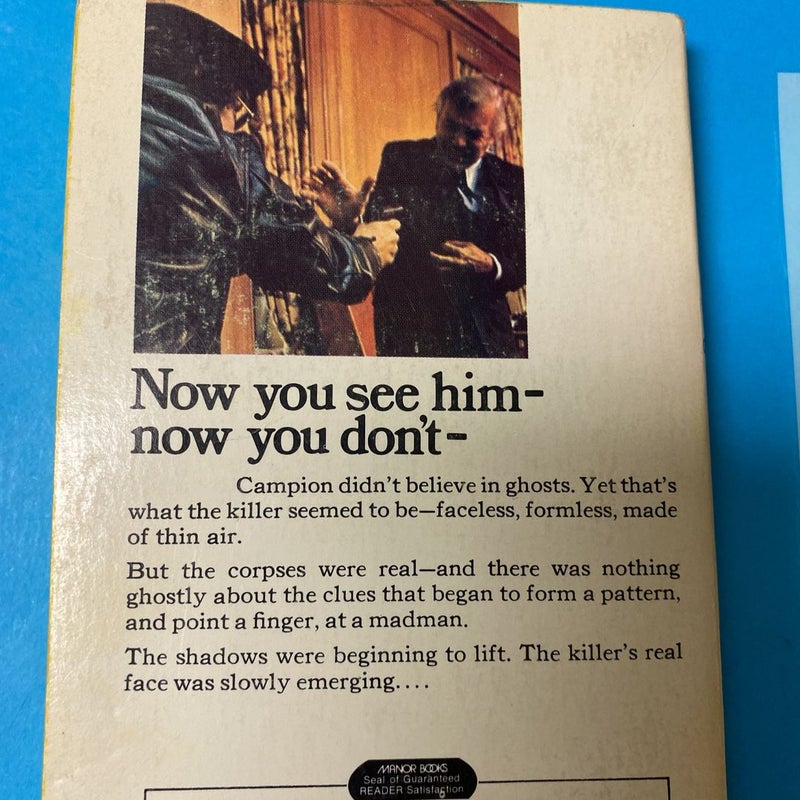 Now you see him-
now you don't-
Campion didn't believe in ghosts. Yet that's
what the killer seemed to be—faceless, formless, made
of thin air.
But the corpses were real—and there was nothing
ghostly about the clues that began to form a pattern,
and point a finger, at a madman.
The shadows were beginning to lift. The killer's real
face was slowly emerging....
MANOR BOOKS
Seal of Guaranteed
READER Satisfaction